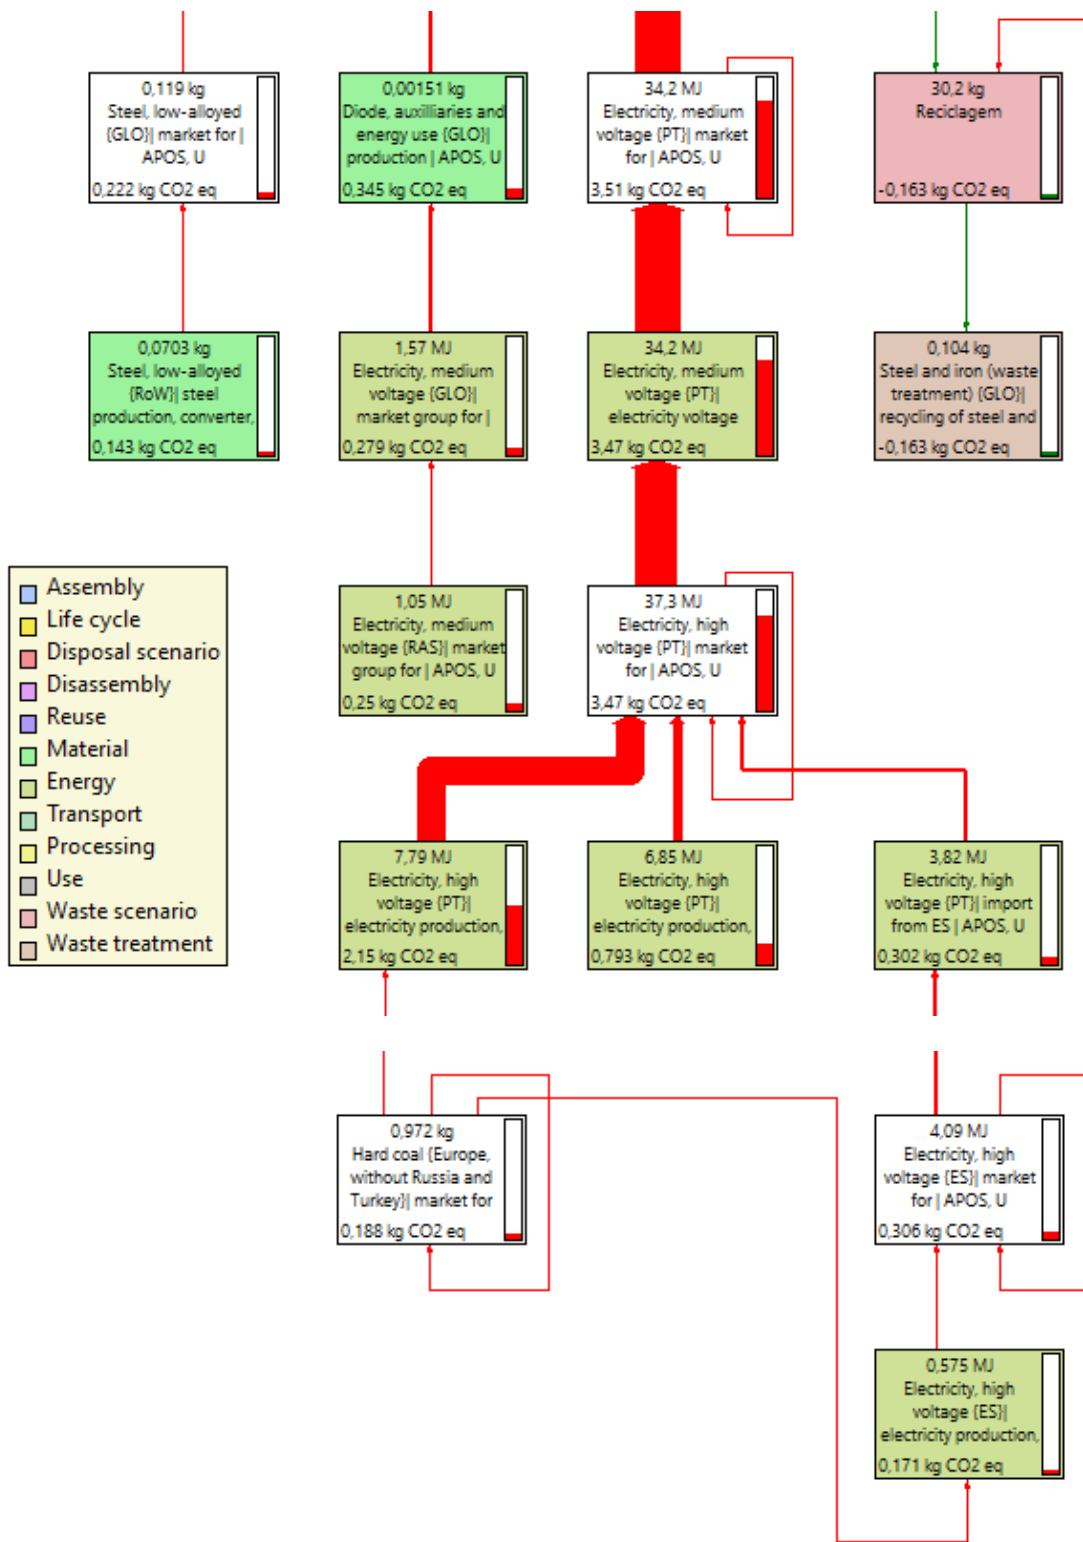 0,119 kg
Steel, low-alloyed
{GLO}| market for |
APOS, U
0,222 kg CO2 eq
0,00151 kg
Diode, auxilliaries and
energy use {GLO}|
production | APOS, U
0,345 kg CO2 eq
34,2 MJ
Electricity, medium
voltage {PT}| market
for | APOS, U
3,51 kg CO2 eq
30,2 kg
Reciclagem
-0,163 kg CO2 eq
0,0703 kg
Steel, low-alloyed
{RoW}| steel
production, converter,
0,143 kg CO2 eq
1,57 MJ
Electricity, medium
voltage {GLO}|
market group for |
0,279 kg CO2 eq
34,2 MJ
Electricity, medium
voltage {PT}|
electricity voltage
3,47 kg CO2 eq
0,104 kg
Steel and iron (waste
treatment) {GLO}|
recycling of steel and
-0,163 kg CO2 eq
Assembly
Life cycle
Disposal scenario
Disassembly
Reuse
Material
Energy
Transport
Processing
Use
Waste scenario
Waste treatment
1,05 MJ
Electricity, medium
voltage {RAS}| market
group for | APOS, U
0,25 kg CO2 eq
37,3 MJ
Electricity, high
voltage {PT}| market
for | APOS, U
3,47 kg CO2 eq
7,79 MJ
Electricity, high
voltage {PT}|
electricity production,
2,15 kg CO2 eq
6,85 MJ
Electricity, high
voltage {PT}|
electricity production,
0,793 kg CO2 eq
3,82 MJ
Electricity, high
voltage {PT}| import
from ES | APOS, U
0,302 kg CO2 eq
0,972 kg
Hard coal {Europe,
without Russia and
Turkey}| market for
0,188 kg CO2 eq
4,09 MJ
Electricity, high
voltage {ES}| market
for | APOS, U
0,306 kg CO2 eq
0,575 MJ
Electricity, high
voltage {ES}|
electricity production,
0,171 kg CO2 eq